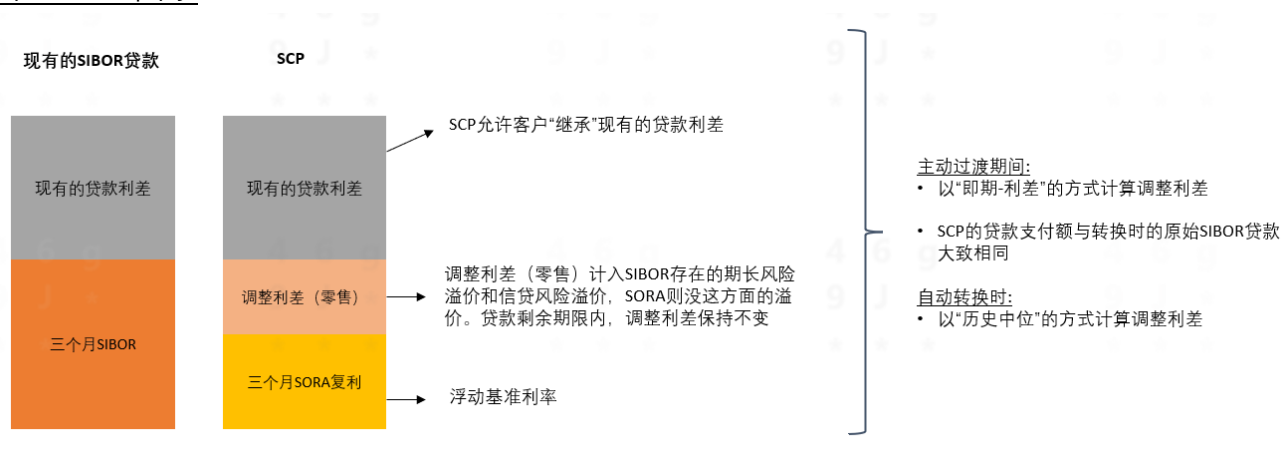 现有的SIBOR贷款
SCP
现有的贷款利差
现有的贷款利差
SCP允许客户“继承”现有的贷款利差
三个月SIBOR
调整利差（零售）
调整利差（零售）计入SIBOR存在的期长风险
溢价和信贷风险溢价，SORA则没这方面的溢
价。贷款剩余期限内，调整利差保持不变
三个月SORA复利
浮动基准利率
主动过渡期间:
• 以“即期-利差”的方式计算调整利差
• SCP的贷款支付额与转换时的原始SIBOR贷款
大致相同
自动转换时:
• 以“历史中位”的方式计算调整利差